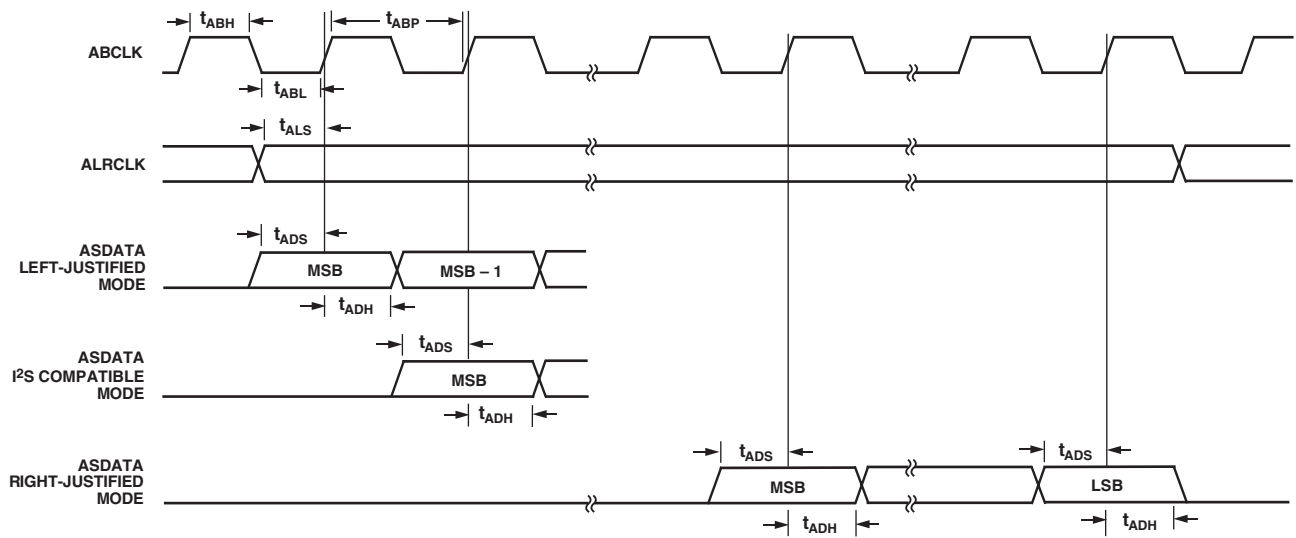 tABH
tABP
ABCLK
tABL
tALS
ALRCLK
tADS
ASDATA
LEFT-JUSTIFIED
MODE
MSB
MSB – 1
tADH
ASDATA
I²S COMPATIBLE
MODE
tADS
MSB
tADH
ASDATA
RIGHT-JUSTIFIED
MODE
tADS
tADS
MSB
LSB
tADH
tADH